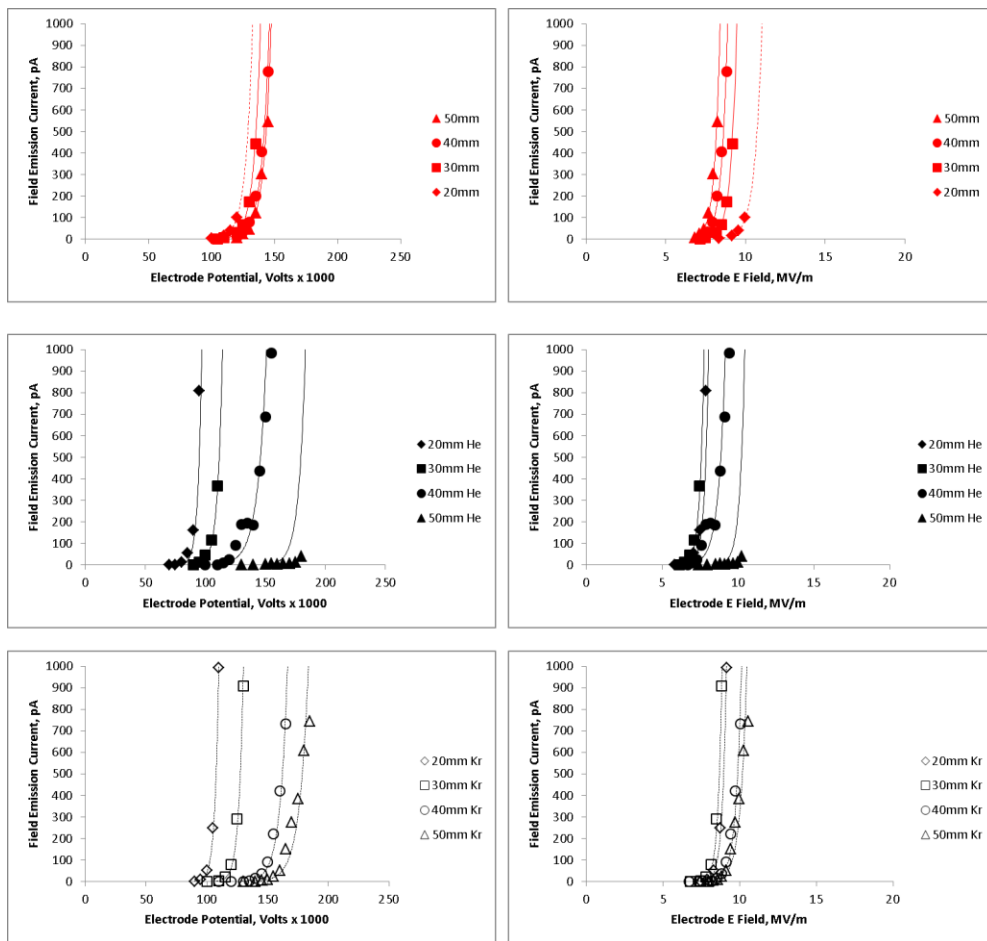 1000
900
800
700
600
500
400
300
200
100
0
Field Emission Current, pA
0 50 100 150 200 250
Electrode Potential, Volts x 1000
50mm
40mm
30mm
20mm
1000
900
800
700
600
500
400
300
200
100
0
Field Emission Current, pA
0 5 10 15 20
Electrode E Field, MV/m
50mm
40mm
30mm
20mm
1000
900
800
700
600
500
400
300
200
100
0
Field Emission Current, pA
0 50 100 150 200 250
Electrode Potential, Volts x 1000
20mm He
30mm He
40mm He
50mm He
1000
900
800
700
600
500
400
300
200
100
0
Field Emission Current, pA
0 5 10 15 20
Electrode E Field, MV/m
20mm He
30mm He
40mm He
50mm He
1000
900
800
700
600
500
400
300
200
100
0
Field Emission Current, pA
0 50 100 150 200 250
Electrode Potential, Volts x 1000
20mm Kr
30mm Kr
40mm Kr
50mm Kr
1000
900
800
700
600
500
400
300
200
100
0
Field Emission Current, pA
0 5 10 15 20
Electrode E Field, MV/m
20mm Kr
30mm Kr
40mm Kr
50mm Kr